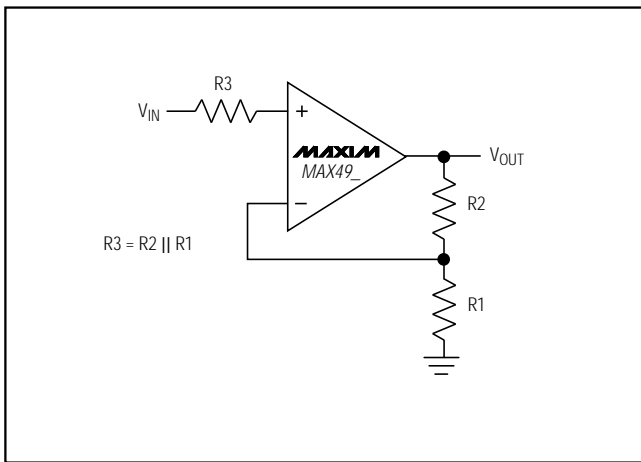 R3
VIN
+
MAXIM
MAX49_
VOUT
−
R2
R3 = R2 || R1
R1